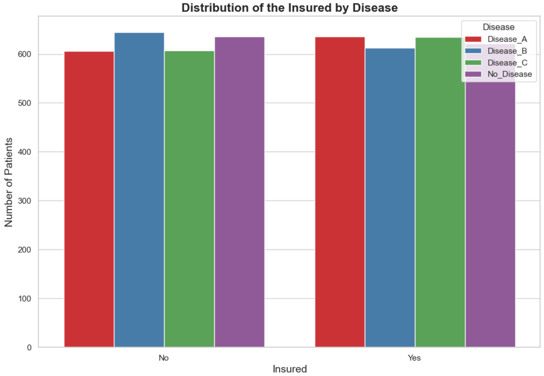 Distribution of the Insured by Disease
Disease
Disease_A
Disease_B
Disease_C
No_Disease
Number of Patients
600
500
400
300
200
100
0
No
Yes
Insured